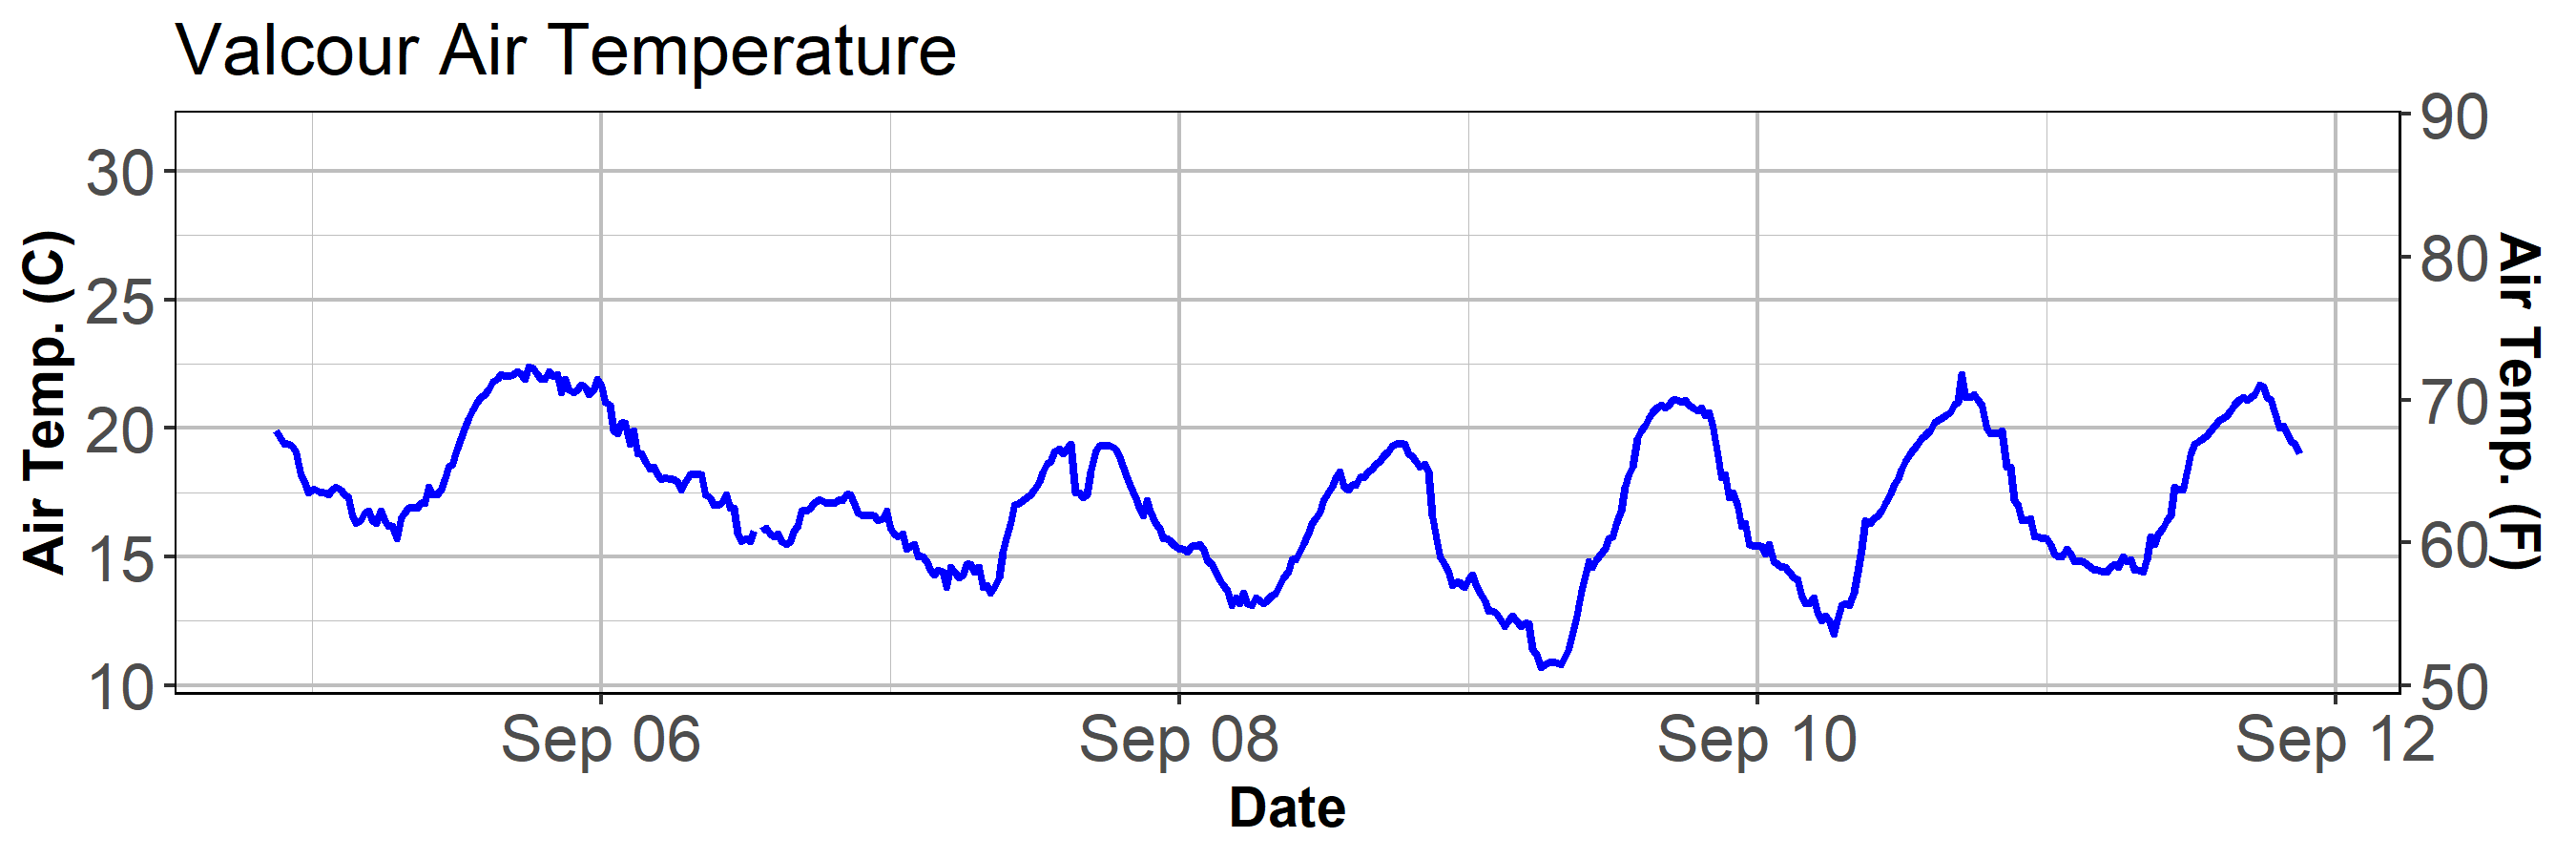 Valcour Air Temperature
Air Temp. (C)
30
25
20
15
10
90
80
70
60
50
Air Temp. (F)
Sep 06 Sep 08 Sep 10 Sep 12
Date